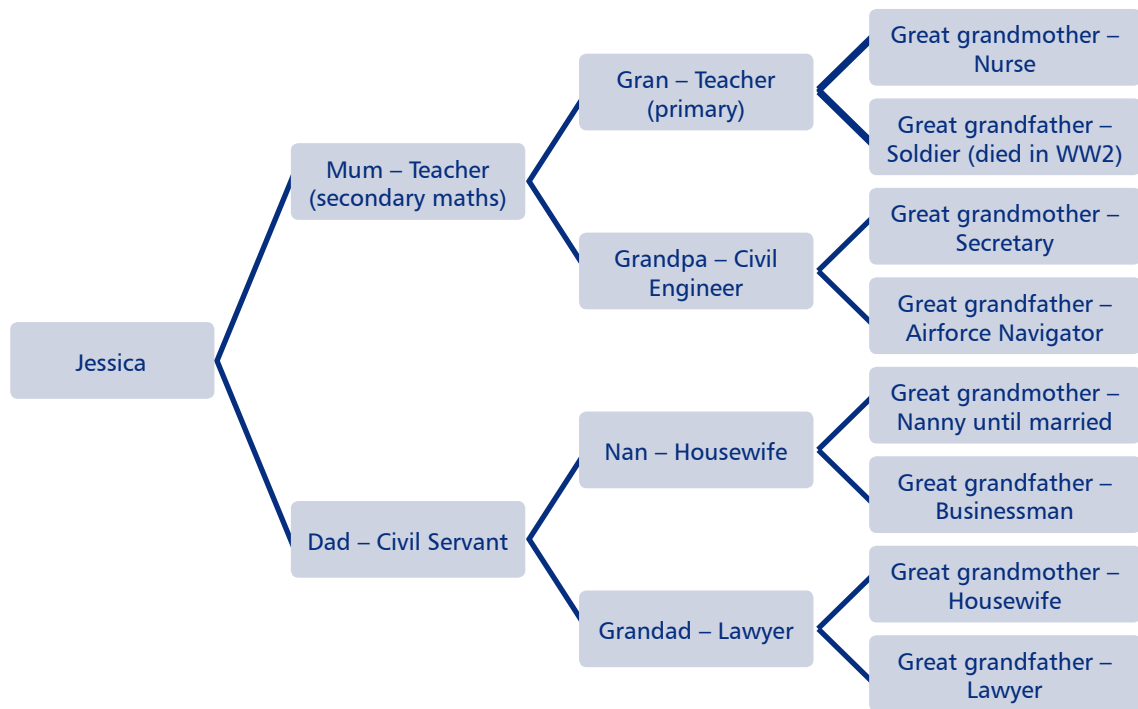 Great grandmother –
Nurse
Gran – Teacher
(primary)
Great grandfather –
Soldier (died in WW2)
Mum – Teacher
(secondary maths)
Great grandmother –
Secretary
Grandpa – Civil
Engineer
Great grandfather –
Airforce Navigator
Jessica
Great grandmother –
Nanny until married
Nan – Housewife
Great grandfather –
Businessman
Dad – Civil Servant
Great grandmother –
Housewife
Grandad – Lawyer
Great grandfather –
Lawyer